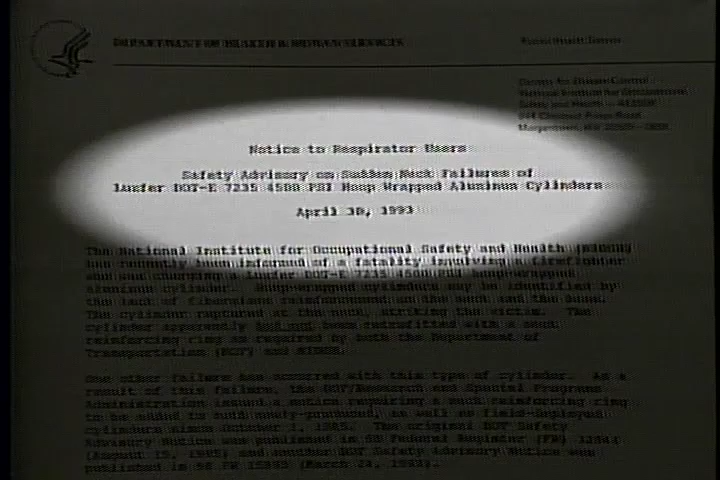 DEPARTMENT OF HEALTH & HUMAN SERVICES
Public Health Service
Centers for Disease Control
National Institute for Occupational
Safety and Health -
Notice to Respirator Users
Safety Advisory on Sudden Neck Failures of
Luxfer DOT-E 7235 4500 PSI Hoop Wrapped Aluminum Cylinders
April 30, 1993
The National Institute for Occupational Safety and Health (NIOSH)
has recently been informed of a fatality involving a firefighter
who was a Luxfer DOT-E 7235 4500 PSI hoop-wrapped
aluminum cylinder. Hoop-wrapped cylinders may be identified by
the lack of fiberglass reinforcement on the neck and the base.
The cylinder ruptured at the neck, striking the victim. The
cylinder apparently had not been retrofitted with a neck
reinforcing ring as required by both the Department of
Transportation (DOT) and NIOSH.
One other failure has occurred with this type of cylinder. As a
result of this failure, the DOT/Research and Special Programs
Administration issued a notice requiring a neck reinforcing ring
to be added to both newly-produced, as well as field-deployed
cylinders since October 1, 1985. The original DOT Safety
Advisory Notice was published in 50 Federal Register (FR)
(August 15, 1985) and another DOT Safety Advisory Notice was
published in 58 FR (March 24, 1993).